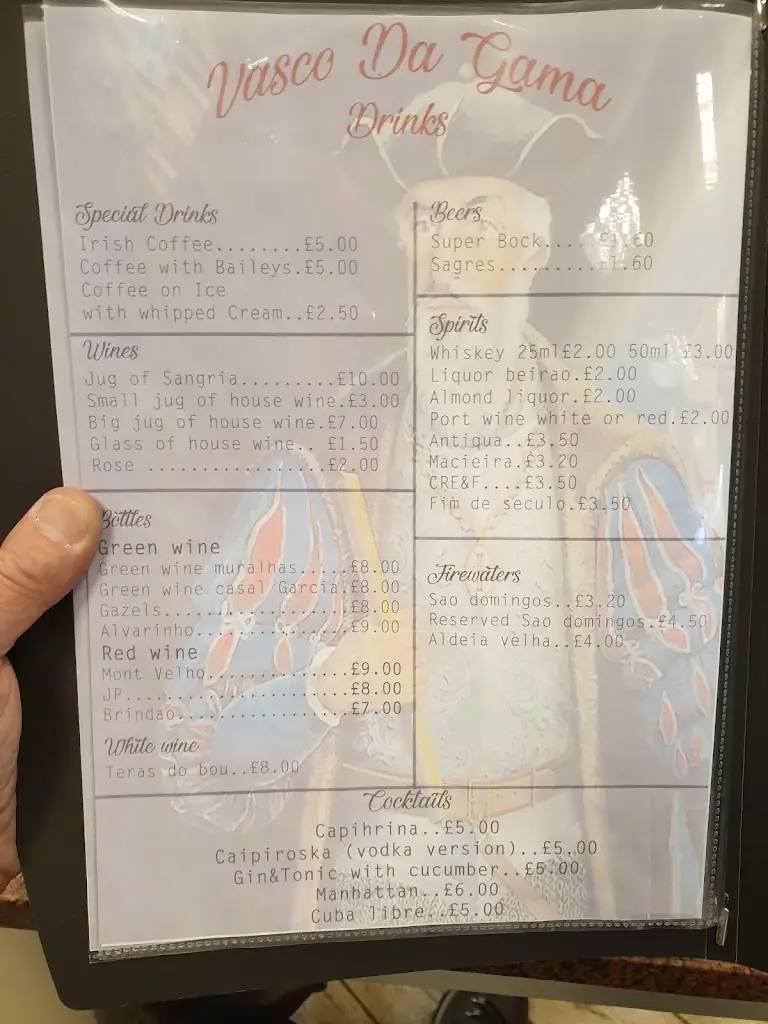 Vasco Da Gama
Drinks
Special Drinks
Irish Coffee........£5.00
Coffee with Baileys.£5.00
Coffee on Ice
with whipped Cream..£2.50
Wines
Jug of Sangria.........£10.00
Small jug of house wine.£3.00
Big jug of house wine.£7.00
Glass of house wine.. £1.50
Rose ................£2.00
Bottles
Green wine
Green wine muralhas.....£8.00
Green wine casal Garcia.£8.00
Gazels..................£8.00
Alvarinho...............£9.00
Red wine
Mont Velho..............£9.00
JP......................£8.00
Brindao.................£7.00
White wine
Teras do bou..£8.00
Beers
Super Bock.....£1.60
Sagres.........£1.60
Spirits
Whiskey 25ml£2.00 50ml £3.00
Liquor beirao.£2.00
Almond liquor.£2.00
Port wine white or red.£2.00
Antiqua..£3.50
Macieira.£3.20
CRE&F....£3.50
Fim de seculo.£3.50
Firewaters
Sao domingos..£3.20
Reserved Sao domingos.£4.50
Aldeia velha..£4.00
Cocktails
Capihrina..£5.00
Caipiroska (vodka version)..£5.00
Gin&Tonic with cucumber..£5.00
Manhattan..£6.00
Cuba libre..£5.00